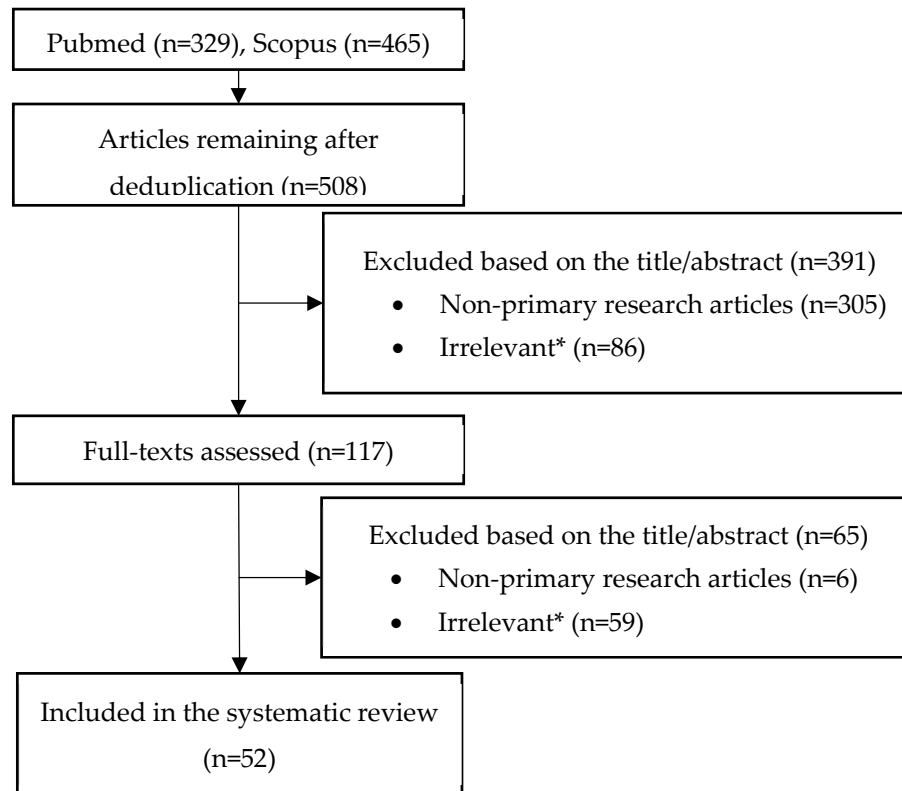 Pubmed (n=329), Scopus (n=465)
Articles remaining after
deduplication (n=508)
Excluded based on the title/abstract (n=391)
• Non-primary research articles (n=305)
• Irrelevant* (n=86)
Full-texts assessed (n=117)
Excluded based on the title/abstract (n=65)
• Non-primary research articles (n=6)
• Irrelevant* (n=59)
Included in the systematic review
(n=52)